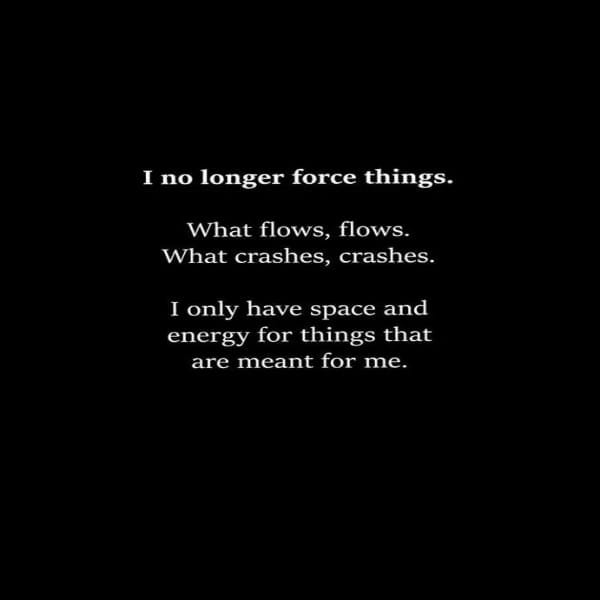 I no longer force things.
What flows, flows.
What crashes, crashes.
I only have space and
energy for things that
are meant for me.